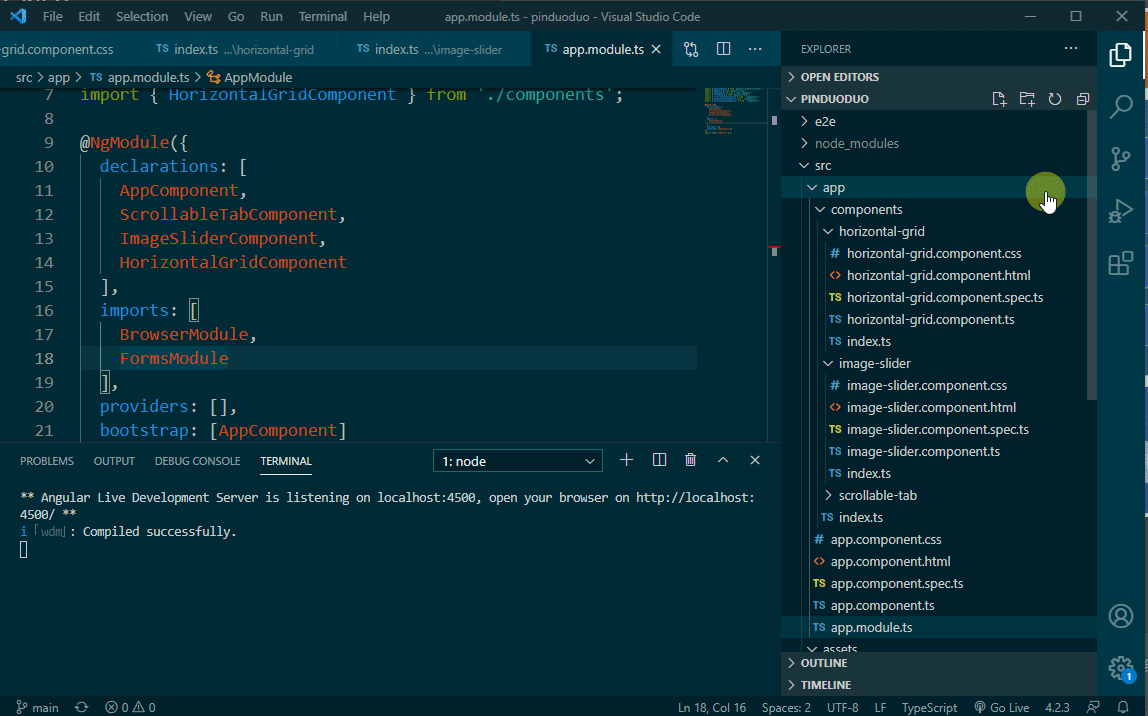 File Edit Selection View Go Run Terminal Help app.module.ts - pinduoduo - Visual Studio Code
-grid.component.css TS index.ts ...\horizontal-grid TS index.ts ...\image-slider TS app.module.ts
src > app > TS app.module.ts > AppModule
7 import { HorizontalGridComponent } from './components';
8
9 @NgModule({
10 declarations: [
11 AppComponent,
12 ScrollableTabComponent,
13 ImageSliderComponent,
14 HorizontalGridComponent
15 ],
16 imports: [
17 BrowserModule,
18 FormsModule
19 ],
20 providers: [],
21 bootstrap: [AppComponent]
PROBLEMS OUTPUT DEBUG CONSOLE TERMINAL 1: node
** Angular Live Development Server is listening on localhost:4500, open your browser on http://localhost:
4500/ **
i ｢wdm｣: Compiled successfully.
EXPLORER
OPEN EDITORS
PINDUODUO
e2e
node_modules
src
app
components
horizontal-grid
# horizontal-grid.component.css
<> horizontal-grid.component.html
TS horizontal-grid.component.spec.ts
TS horizontal-grid.component.ts
TS index.ts
image-slider
# image-slider.component.css
<> image-slider.component.html
TS image-slider.component.spec.ts
TS image-slider.component.ts
TS index.ts
scrollable-tab
TS index.ts
# app.component.css
<> app.component.html
TS app.component.spec.ts
TS app.component.ts
TS app.module.ts
assets
OUTLINE
TIMELINE
1
main 0 0 Ln 18, Col 16 Spaces: 2 UTF-8 LF TypeScript Go Live 4.2.3